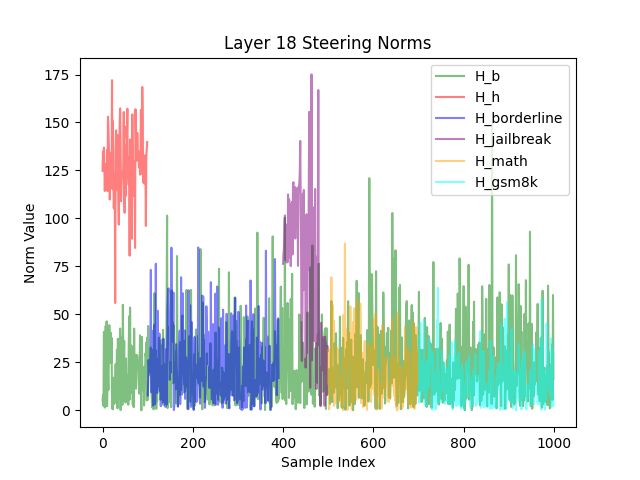 Layer 18 Steering Norms
Norm Value
175
150
125
100
75
50
25
0
H_b
H_h
H_borderline
H_jailbreak
H_math
H_gsm8k
0
200
400
600
800
1000
Sample Index